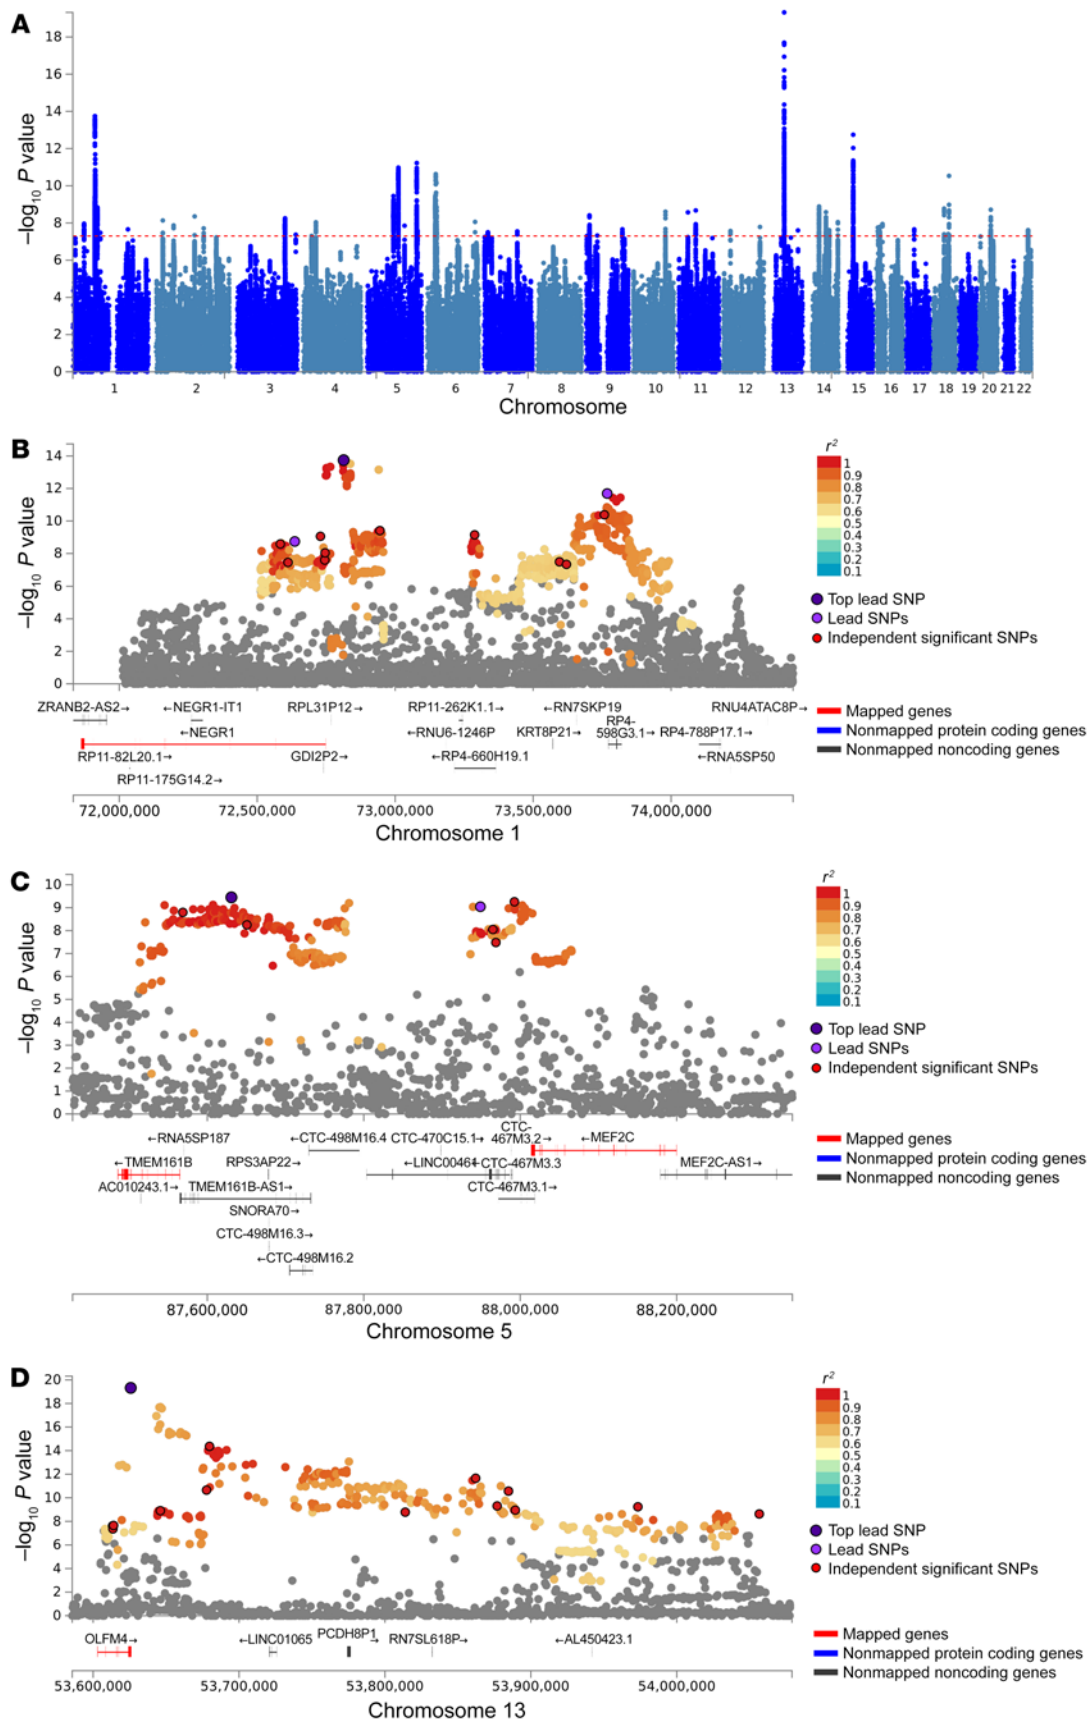 A
−log₁₀ P value
18
16
14
12
10
8
6
4
2
0
1 2 3 4 5 6 7 8 9 10 11 12 13 14 15 16 17 18 19 20 21 22
Chromosome
B
−log₁₀ P value
14
12
10
8
6
4
2
0
r²
1
0.9
0.8
0.7
0.6
0.5
0.4
0.3
0.2
0.1
Top lead SNP
Lead SNPs
Independent significant SNPs
ZRANB2-AS2→ ←NEGR1-IT1 RPL31P12→ RP11-262K1.1→ ←RN7SKP19 RNU4ATAC8P→
←NEGR1 ←RNU6-1246P KRT8P21→ RP4-598G3.1→ RP4-788P17.1→
RP11-82L20.1→ GDI2P2→ ←RP4-660H19.1 ←RNA5SP50
RP11-175G14.2→
Mapped genes
Nonmapped protein coding genes
Nonmapped noncoding genes
72,000,000 72,500,000 73,000,000 73,500,000 74,000,000
Chromosome 1
C
−log₁₀ P value
10
9
8
7
6
5
4
3
2
1
0
r²
1
0.9
0.8
0.7
0.6
0.5
0.4
0.3
0.2
0.1
Top lead SNP
Lead SNPs
Independent significant SNPs
←RNA5SP187 ←CTC-498M16.4 CTC-470C15.1→ CTC-467M3.2→ ←MEF2C
←TMEM161B RPS3AP22→ ←LINC00461 ←CTC-467M3.3 MEF2C-AS1→
AC010243.1→ TMEM161B-AS1→ CTC-467M3.1→
SNORA70→
CTC-498M16.3→
←CTC-498M16.2
Mapped genes
Nonmapped protein coding genes
Nonmapped noncoding genes
87,600,000 87,800,000 88,000,000 88,200,000
Chromosome 5
D
−log₁₀ P value
20
18
16
14
12
10
8
6
4
2
0
r²
1
0.9
0.8
0.7
0.6
0.5
0.4
0.3
0.2
0.1
Top lead SNP
Lead SNPs
Independent significant SNPs
OLFM4→ ←LINC01065 PCDH8P1→ RN7SL618P→ ←AL450423.1
Mapped genes
Nonmapped protein coding genes
Nonmapped noncoding genes
53,600,000 53,700,000 53,800,000 53,900,000 54,000,000
Chromosome 13